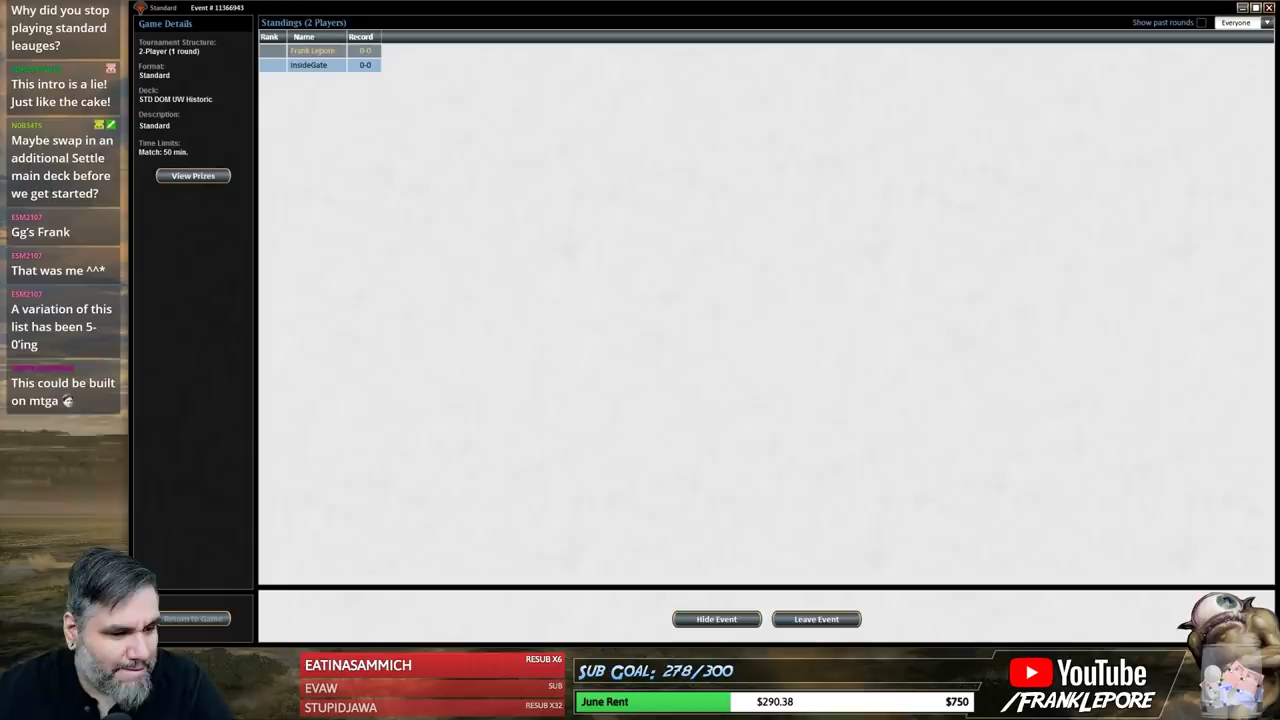 Why did you stop
playing standard
leauges?
This intro is a lie!
Just like the cake!
N0B34TS
Maybe swap in an
additional Settle
main deck before
we get started?
ESM2107
Gg's Frank
ESM2107
That was me ^^*
ESM2107
A variation of this
list has been 5-
0'ing
This could be built
on mtga
Standard Event # 11366943
Game Details
Tournament Structure:
2-Player (1 round)
Format:
Standard
Deck:
STD DOM UW Historic
Description:
Standard
Time Limits:
Match: 50 min.
View Prizes
Return to Game
Standings (2 Players)
Show past rounds
Everyone
Rank Name Record
Frank Lepore 0-0
InsideGate 0-0
Hide Event
Leave Event
EATINASAMMICH RESUB X6
EVAW SUB
STUPIDJAWA RESUB X32
SUB GOAL: 278/300
June Rent $290.38 $750
YouTube
/FRANKLEPORE